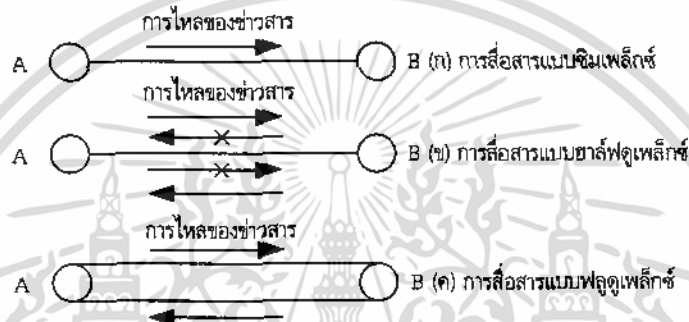 การไหลของข่าวสาร
A B (ก) การสื่อสารแบบซิมเพล็กซ์
การไหลของข่าวสาร
A B (ข) การสื่อสารแบบฮาล์ฟดูเพล็กซ์
การไหลของข่าวสาร
A B (ค) การสื่อสารแบบฟลูดูเพล็กซ์